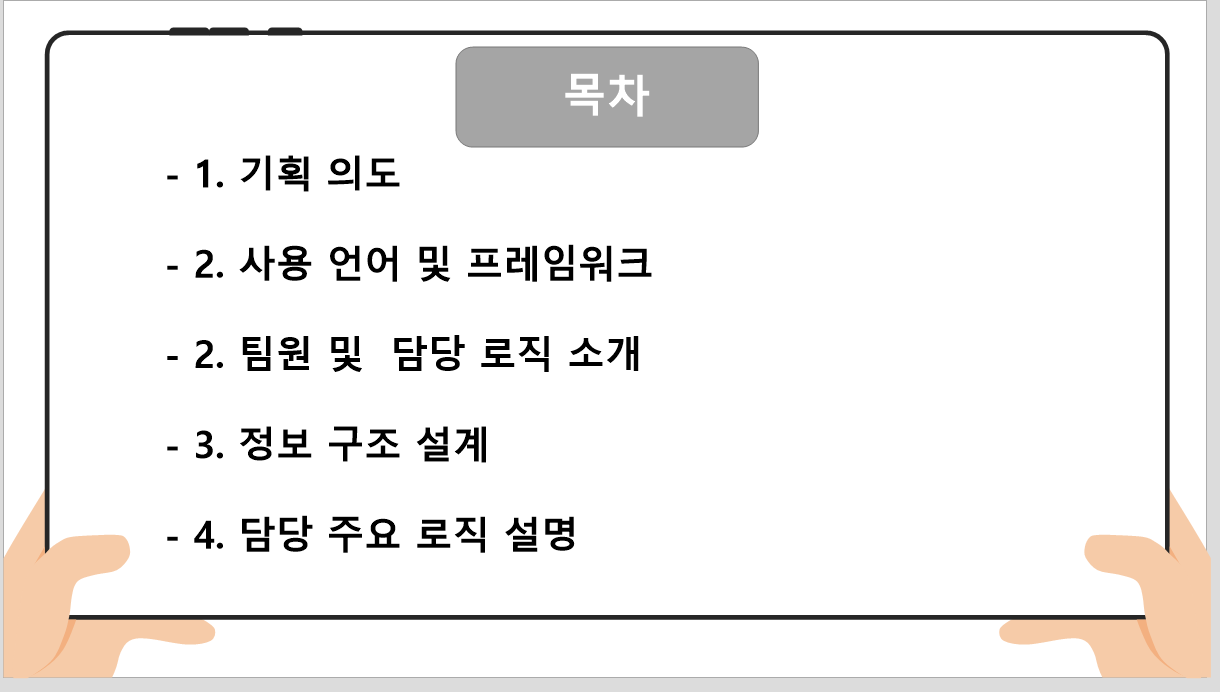 목차
- 1. 기획 의도
- 2. 사용 언어 및 프레임워크
- 2. 팀원 및  담당 로직 소개
- 3. 정보 구조 설계
- 4. 담당 주요 로직 설명